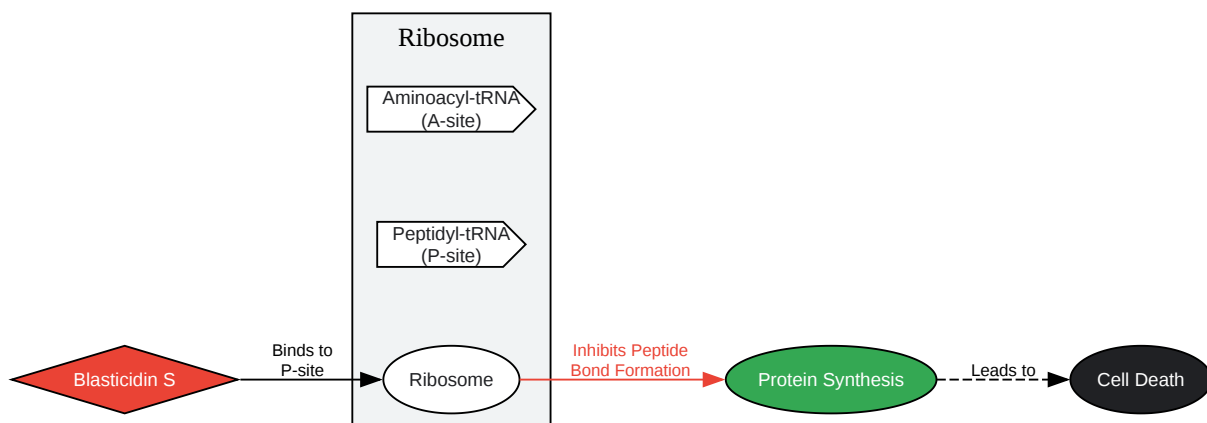 Ribosome
Aminoacyl-tRNA
(A-site)
Peptidyl-tRNA
(P-site)
Blasticidin S
Binds to
P-site
Ribosome
Inhibits Peptide
Bond Formation
Protein Synthesis
Leads to
Cell Death